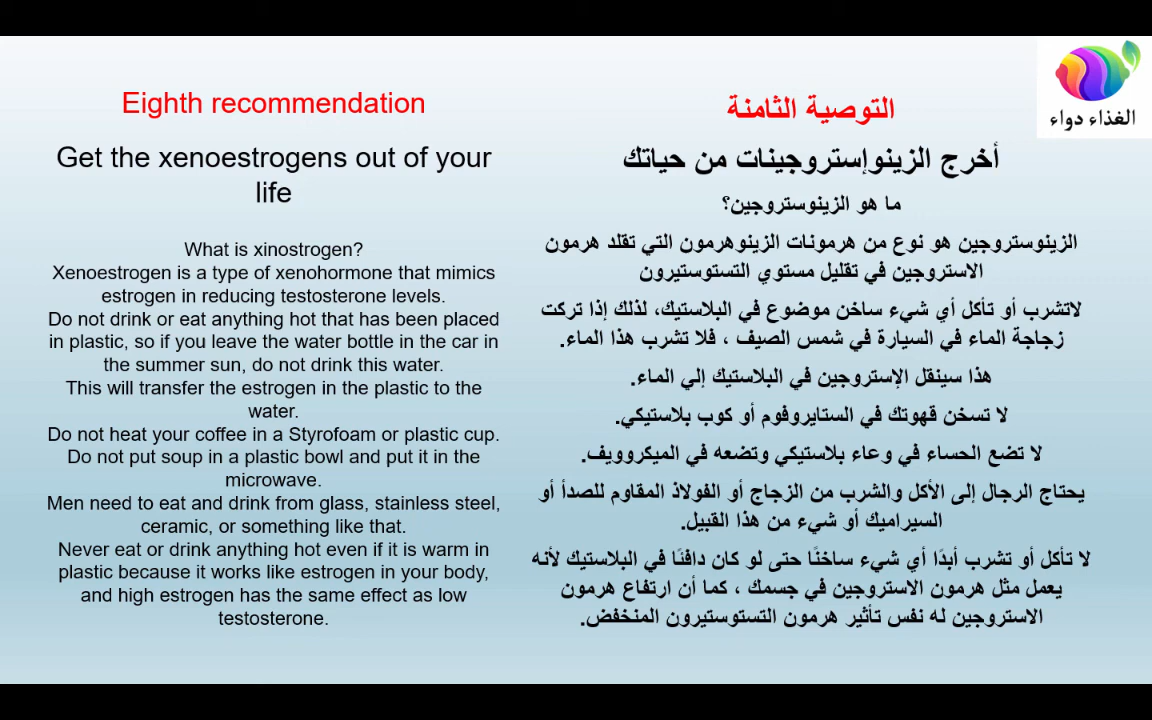 Eighth recommendation
Get the xenoestrogens out of your
life
What is xinostrogen?
Xenoestrogen is a type of xenohormone that mimics
estrogen in reducing testosterone levels.
Do not drink or eat anything hot that has been placed
in plastic, so if you leave the water bottle in the car in
the summer sun, do not drink this water.
This will transfer the estrogen in the plastic to the
water.
Do not heat your coffee in a Styrofoam or plastic cup.
Do not put soup in a plastic bowl and put it in the
microwave.
Men need to eat and drink from glass, stainless steel,
ceramic, or something like that.
Never eat or drink anything hot even if it is warm in
plastic because it works like estrogen in your body,
and high estrogen has the same effect as low
testosterone.
الغذاء دواء
التوصية الثامنة
أخرج الزينوإستروجينات من حياتك
ما هو الزينوستروجين؟
الزينوستروجين هو نوع من هرمونات الزينوهرمون التي تقلد هرمون
الاستروجين في تقليل مستوي التستوستيرون
لاتشرب أو تأكل أي شيء ساخن موضوع في البلاستيك، لذلك إذا تركت
زجاجة الماء في السيارة في شمس الصيف ، فلا تشرب هذا الماء.
هذا سينقل الإستروجين في البلاستيك إلي الماء.
لا تسخن قهوتك في الستايروفوم أو كوب بلاستيكي.
لا تضع الحساء في وعاء بلاستيكي وتضعه في الميكروويف.
يحتاج الرجال إلى الأكل والشرب من الزجاج أو الفولاذ المقاوم للصدأ أو
السيراميك أو شيء من هذا القبيل.
لا تأكل أو تشرب أبدًا أي شيء ساخنًا حتى لو كان دافئًا في البلاستيك لأنه
يعمل مثل هرمون الاستروجين في جسمك ، كما أن ارتفاع هرمون
الاستروجين له نفس تأثير هرمون التستوستيرون المنخفض.